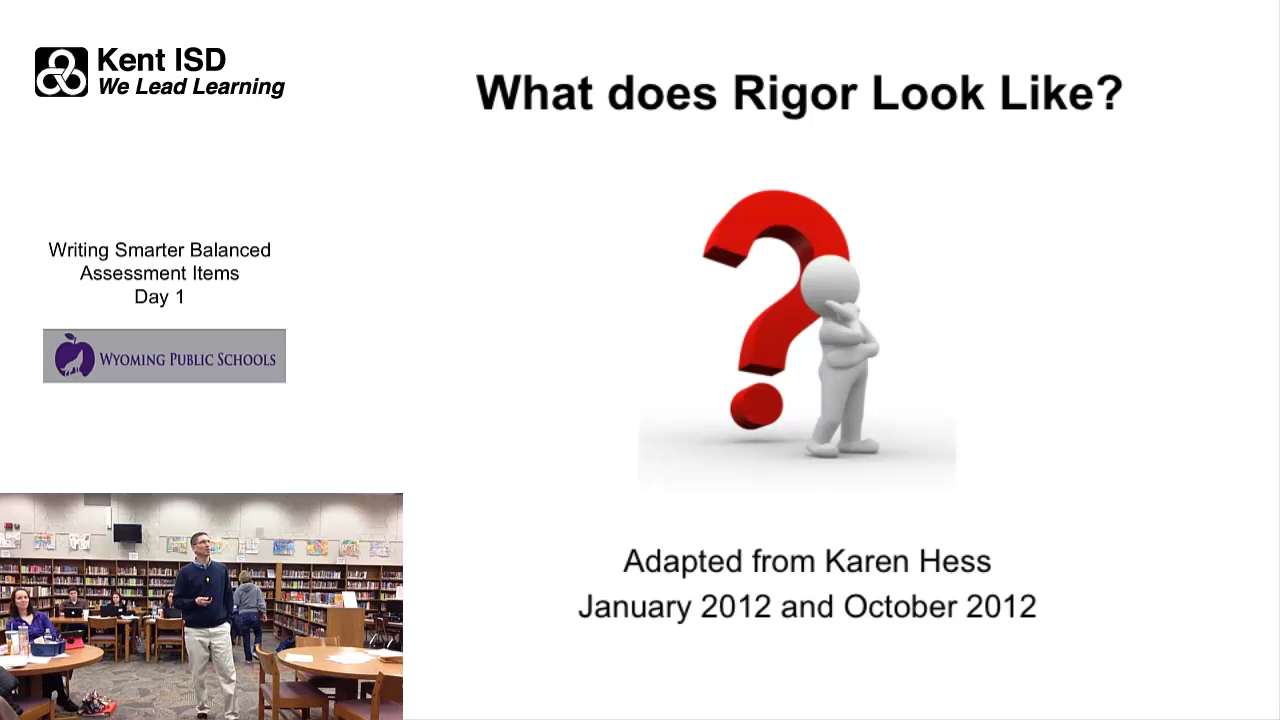 Kent ISD
We Lead Learning
What does Rigor Look Like?
Writing Smarter Balanced
Assessment Items
Day 1
WYOMING PUBLIC SCHOOLS
Adapted from Karen Hess
January 2012 and October 2012